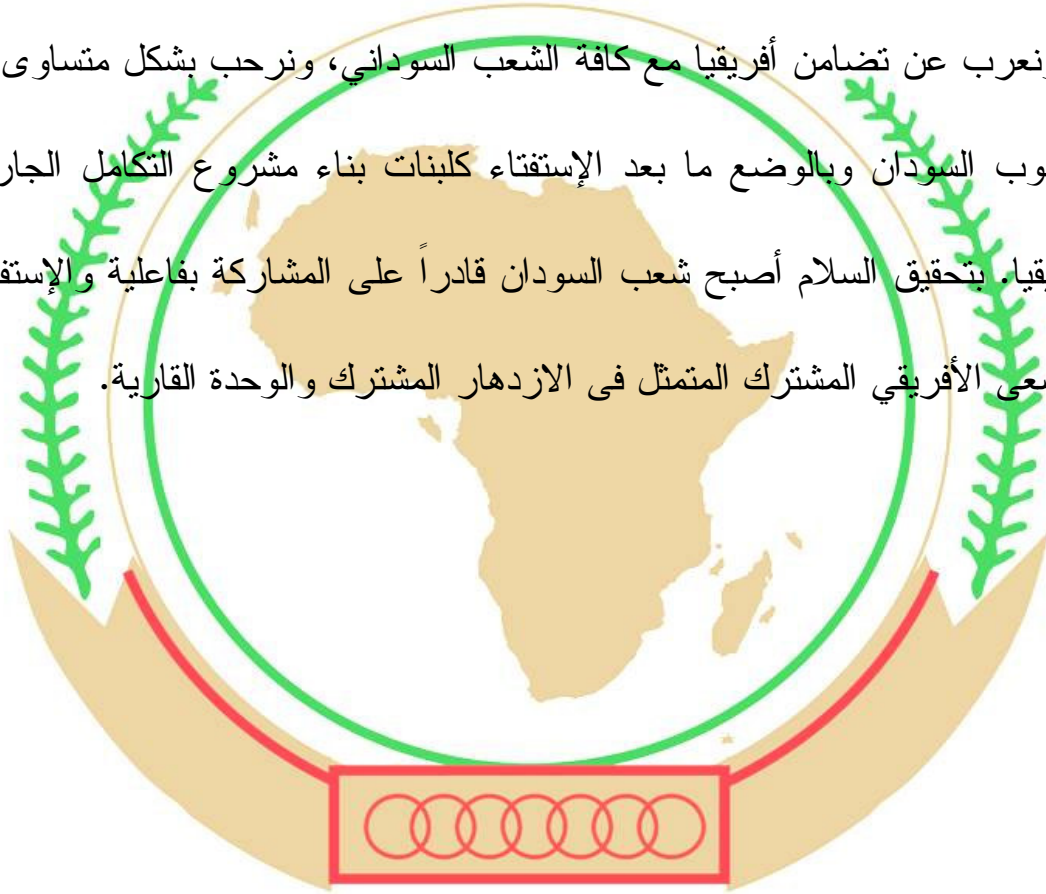 ونعرب عن تضامن أفريقيا مع كافة الشعب السوداني، ونرحب بشكل متساوى
السودان وبالوضع ما بعد الإستفتاء كلبنات بناء مشروع التكامل
بتحقيق السلام أصبح شعب السودان قادراً على المشاركة بفاعلية
الأفريقي المشترك المتمثل فى الازدهار المشترك والوحدة القارية.